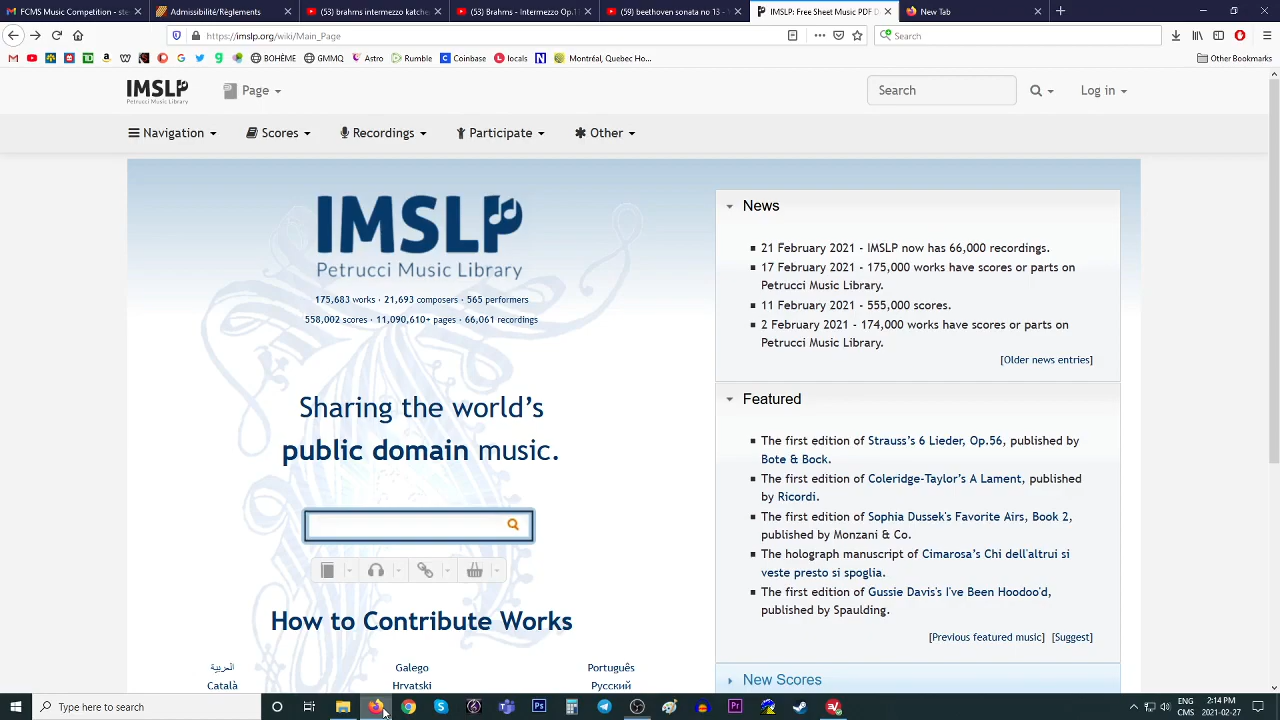 FCMS Music Competition - ste
Admissibilité/Règlements
(53) brahms intermezzo katche
(53) Brahms - Intermezzo Op.11
(59) beethoven sonata no 13 -
IMSLP: Free Sheet Music PDF D
New Tab
https://imslp.org/wiki/Main_Page
Search
BOHÈME
GMMQ
Astro
Rumble
Coinbase
locals
Montréal, Quebec Ho...
Other Bookmarks
IMSLP
Petrucci Music Library
Page
Search
Log in
Navigation
Scores
Recordings
Participate
Other
IMSLP
Petrucci Music Library
175,683 works · 21,693 composers · 565 performers
558,002 scores · 11,090,610+ pages · 66,061 recordings
Sharing the world's
public domain music.
How to Contribute Works
العربية
Galego
Português
Català
Hrvatski
Русский
News
21 February 2021 - IMSLP now has 66,000 recordings.
17 February 2021 - 175,000 works have scores or parts on
Petrucci Music Library.
11 February 2021 - 555,000 scores.
2 February 2021 - 174,000 works have scores or parts on
Petrucci Music Library.
[Older news entries]
Featured
The first edition of Strauss's 6 Lieder, Op.56, published by
Bote & Bock.
The first edition of Coleridge-Taylor's A Lament, published
by Ricordi.
The first edition of Sophia Dussek's Favorite Airs, Book 2,
published by Monzani & Co.
The holograph manuscript of Cimarosa's Chi dell'altrui si
veste presto si spoglia.
The first edition of Gussie Davis's I've Been Hoodoo'd,
published by Spaulding.
[Previous featured music] [Suggest]
New Scores
Type here to search
ENG
CMS
2:14 PM
2021-02-27